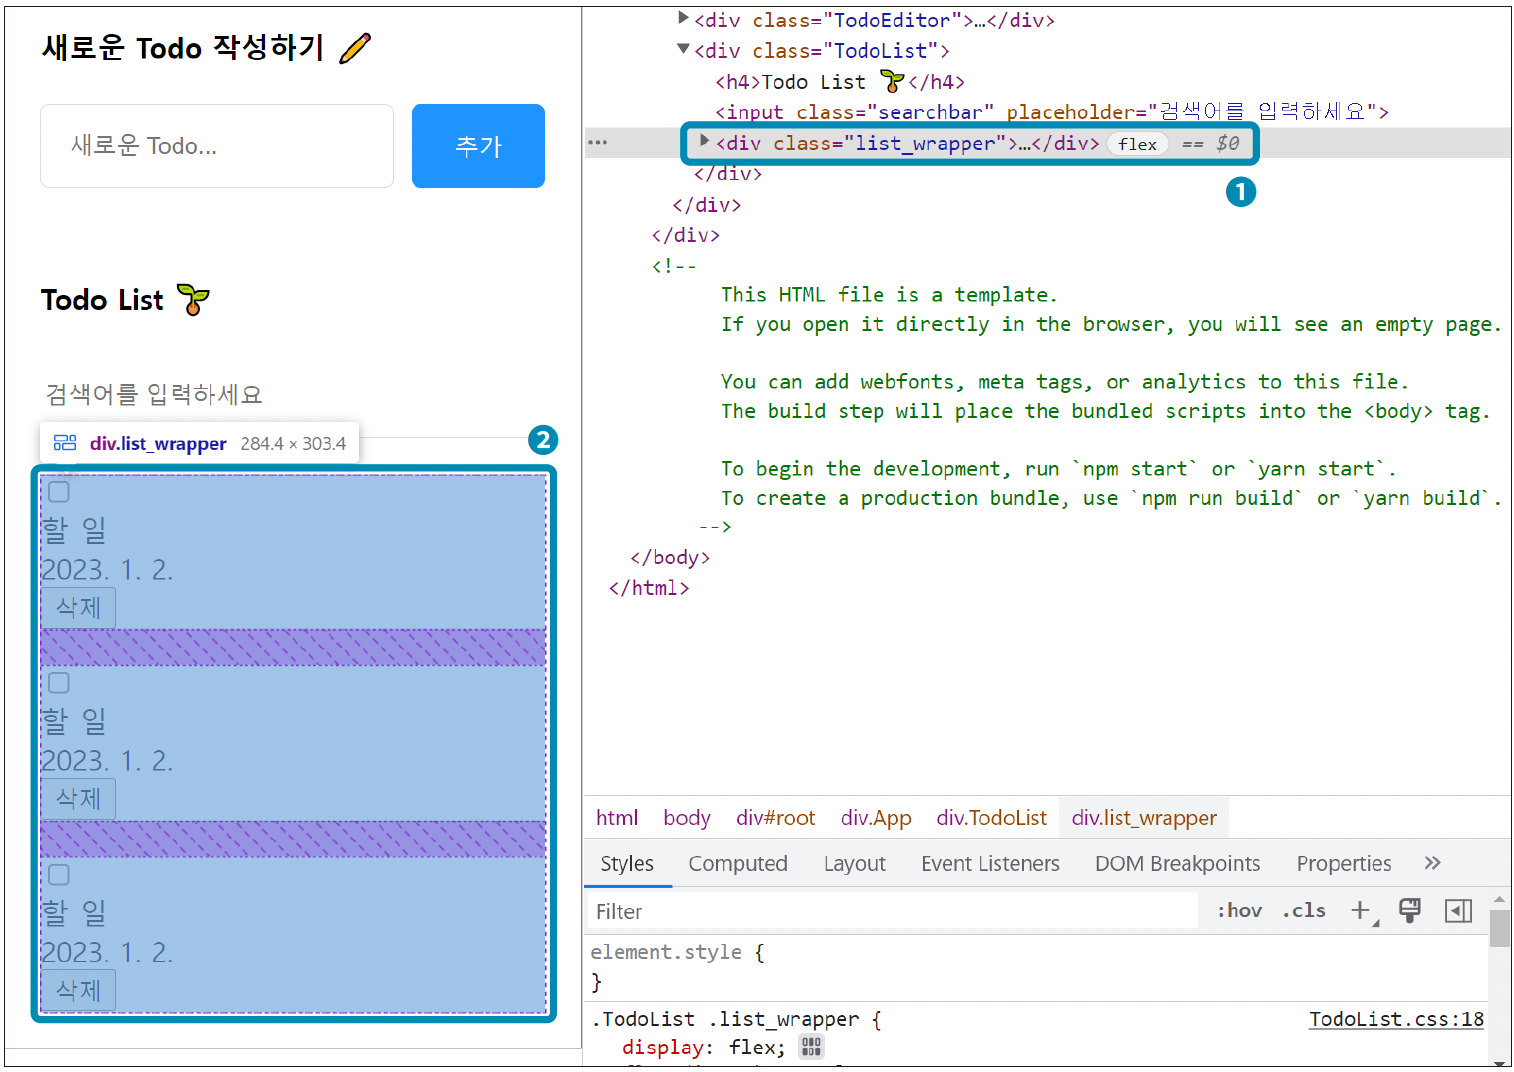 새로운 Todo 작성하기 ✏️
새로운 Todo...
추가
Todo List 🌱
검색어를 입력하세요
div.list_wrapper 284.4 × 303.4
2
할 일
2023. 1. 2.
삭제
할 일
2023. 1. 2.
삭제
할 일
2023. 1. 2.
삭제
▶<div class="TodoEditor">…</div>
▼<div class="TodoList">
<h4>Todo List 🌱</h4>
<input class="searchbar" placeholder="검색어를 입력하세요">
••• ▶<div class="list_wrapper">…</div> flex == $0
1
</div>
</div>
</div>
<!--
This HTML file is a template.
If you open it directly in the browser, you will see an empty page.
You can add webfonts, meta tags, or analytics to this file.
The build step will place the bundled scripts into the <body> tag.
To begin the development, run `npm start` or `yarn start`.
To create a production bundle, use `npm run build` or `yarn build`.
-->
</body>
</html>
html body div#root div.App div.TodoList div.list_wrapper
Styles Computed Layout Event Listeners DOM Breakpoints Properties »
Filter :hov .cls +
element.style {
}
.TodoList .list_wrapper { TodoList.css:18
display: flex;